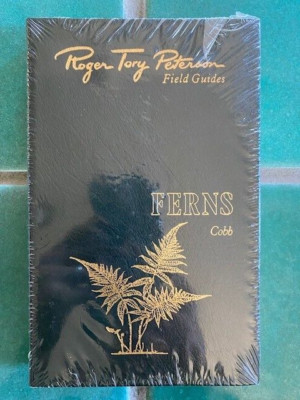 Roger Tory Peterson
Field Guides
FERNS
Cobb